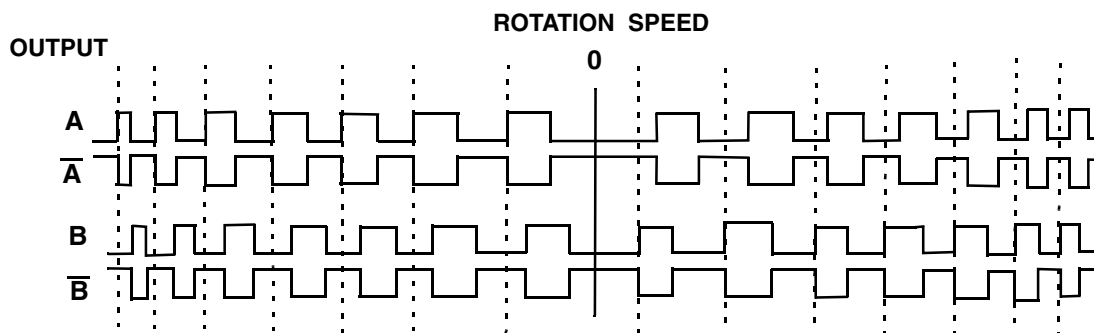 ROTATION SPEED
OUTPUT
0
A
A̅
B
B̅